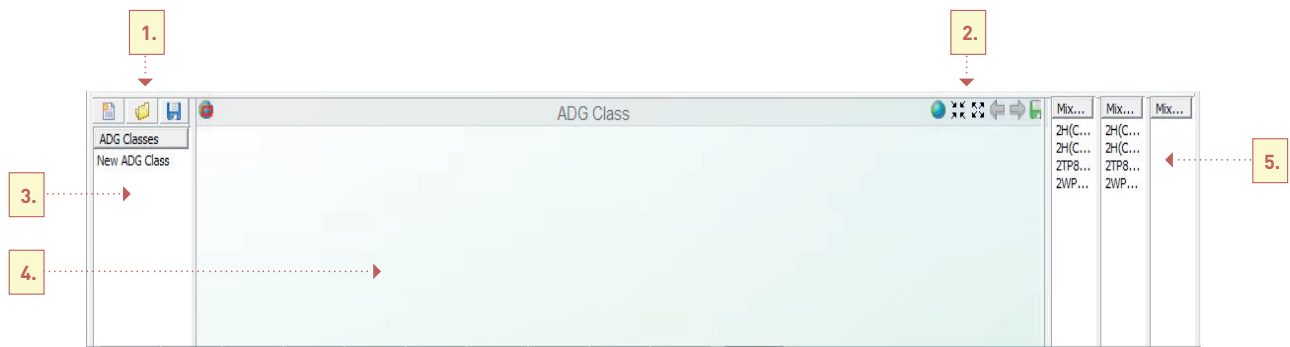 1.
2.
ADG Class
Mix... Mix... Mix...
ADG Classes
2H(C... 2H(C...
New ADG Class
2H(C... 2H(C...
2TP8... 2TP8...
2WP... 2WP...
3.
4.
5.